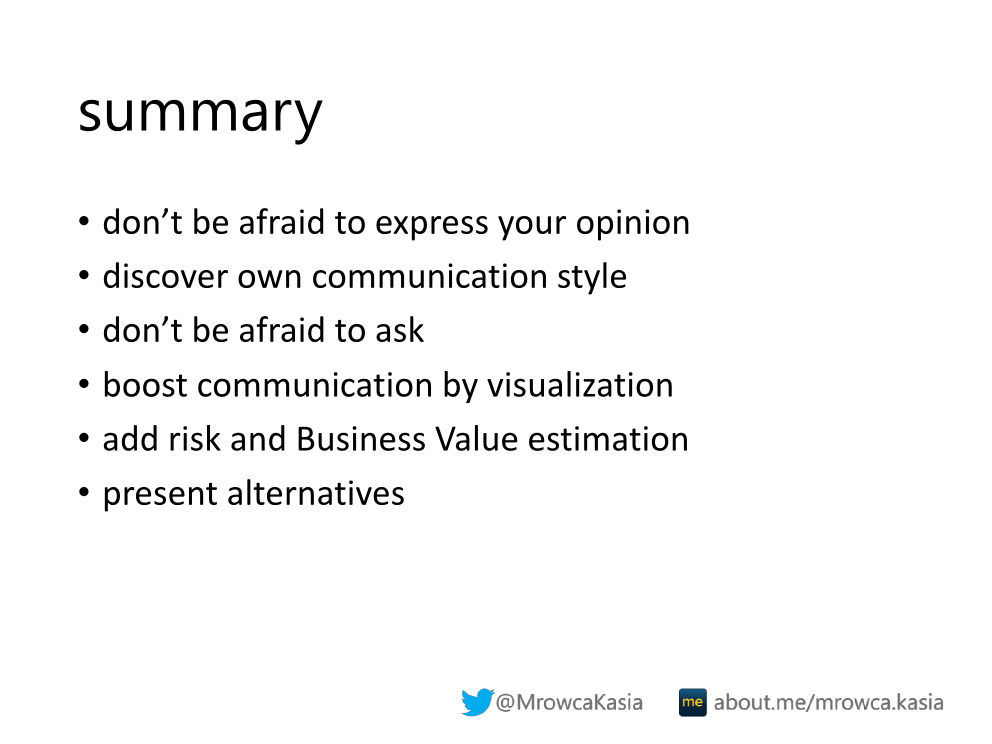 summary
• don’t be afraid to express your opinion
• discover own communication style
• don’t be afraid to ask
• boost communication by visualization
• add risk and Business Value estimation
• present alternatives
@MrowcaKasia me about.me/mrowca.kasia